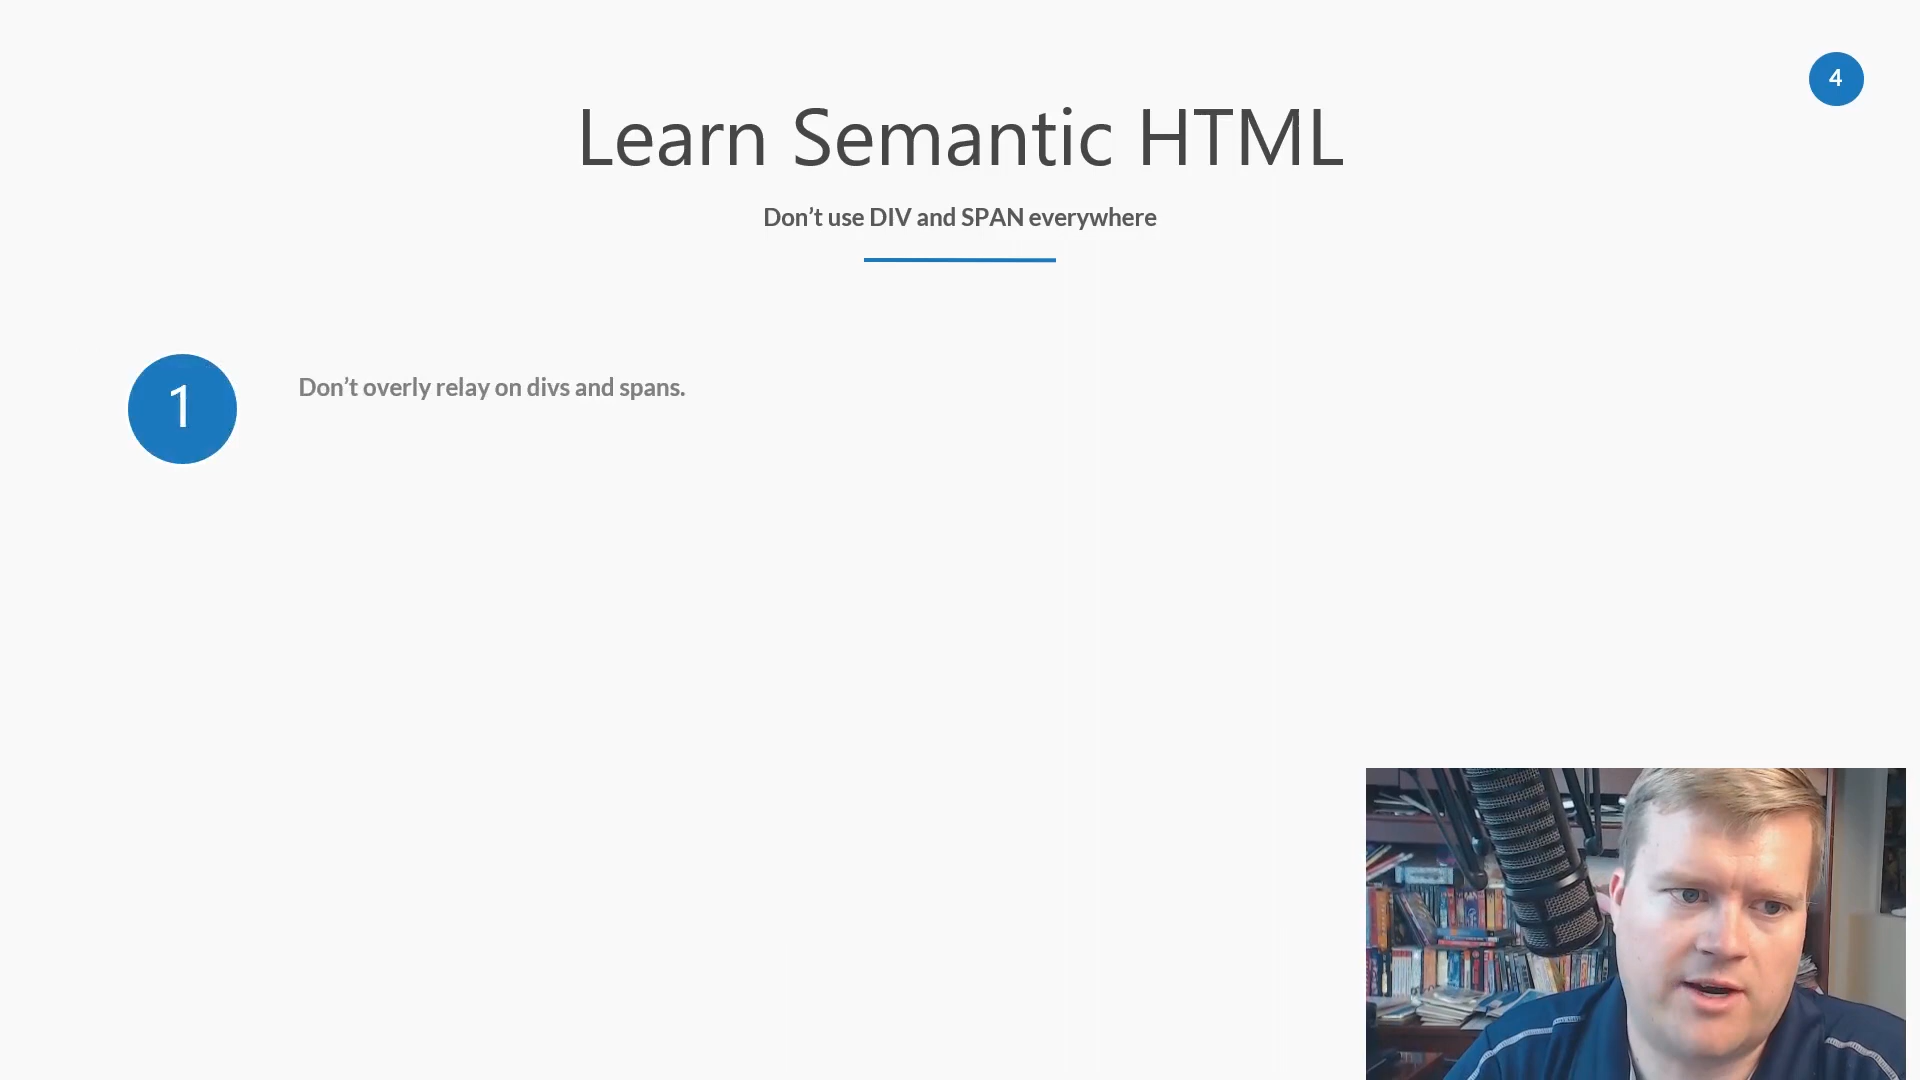 4
Learn Semantic HTML
Don’t use DIV and SPAN everywhere
1
Don’t overly relay on divs and spans.